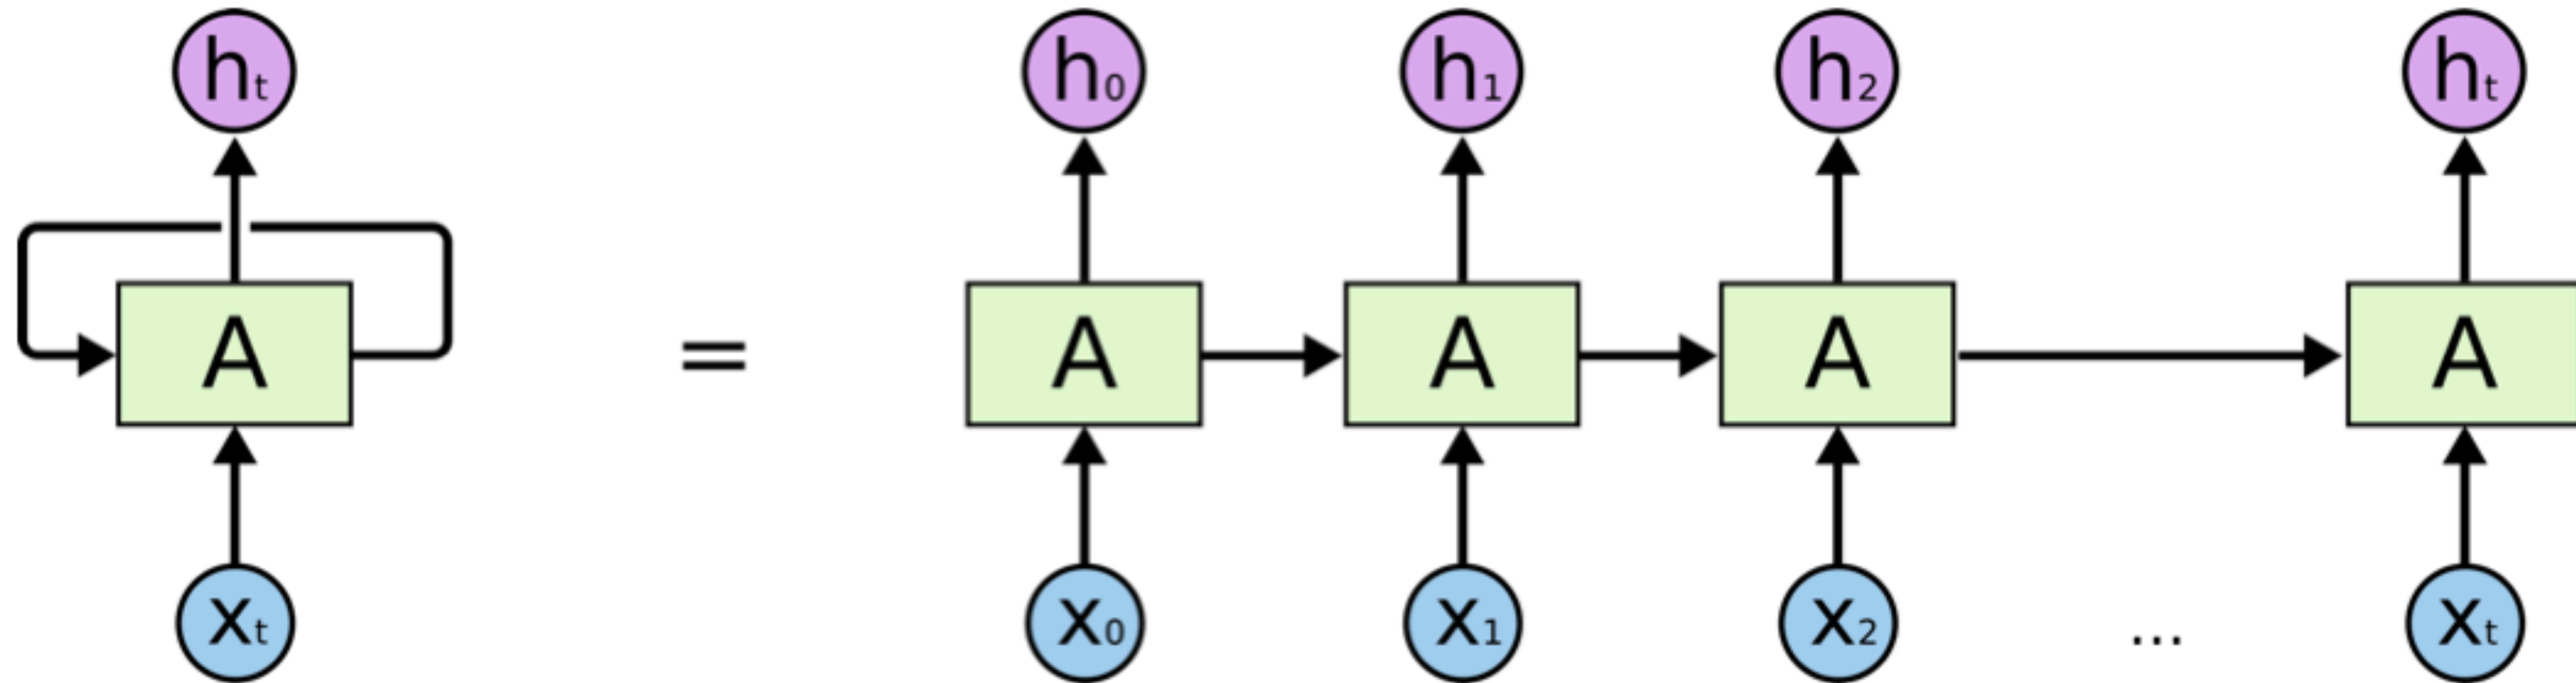 hₜ h₀ h₁ h₂ hₜ
A = A A A A
xₜ x₀ x₁ x₂ ... xₜ